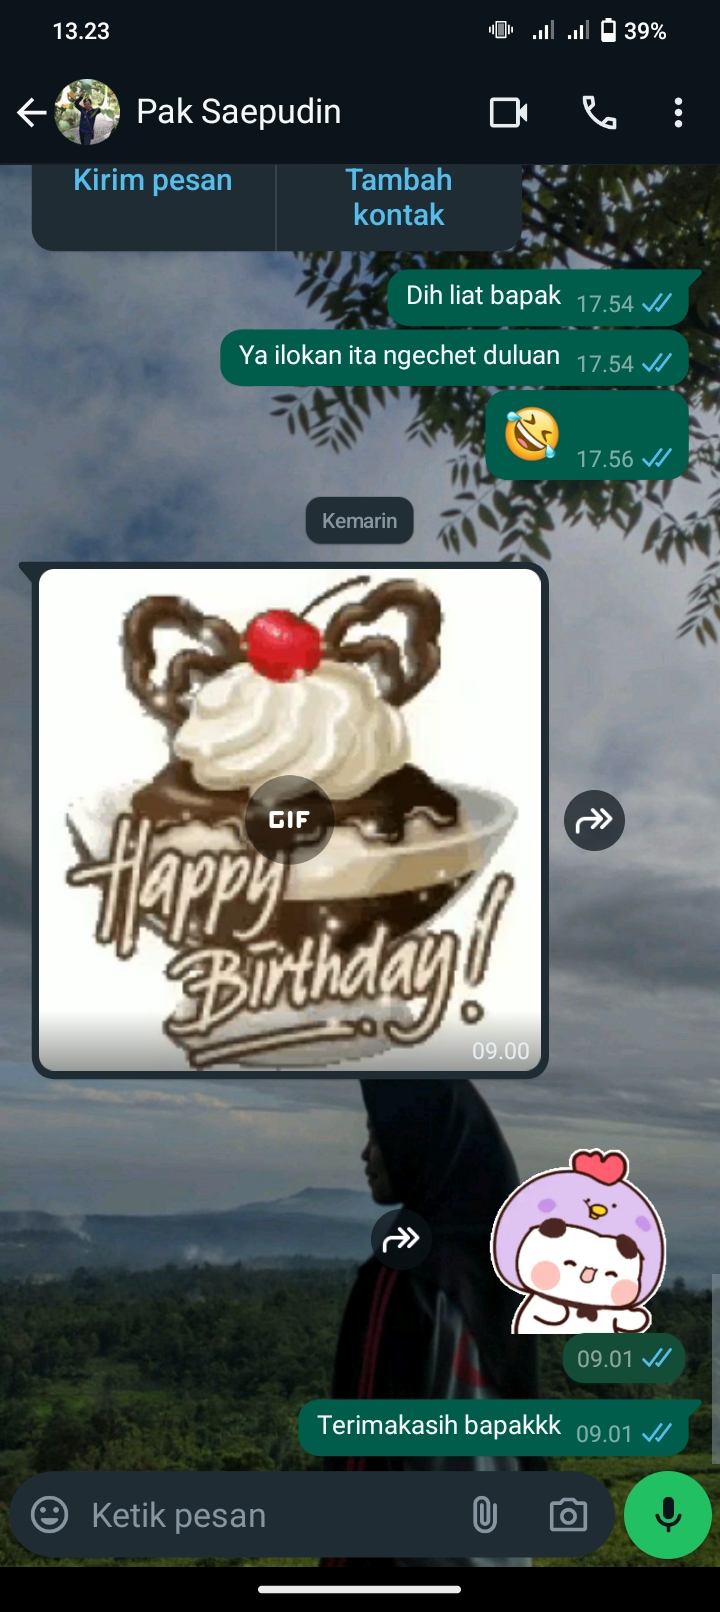 13.23
39%
Pak Saepudin
Kirim pesan
Tambah
kontak
Dih liat bapak 17.54
Ya ilokan ita ngechet duluan 17.54
🤣
17.56
Kemarin
GIF
Happy
Birthday!
09.00
09.01
Terimakasih bapakkk 09.01
Ketik pesan